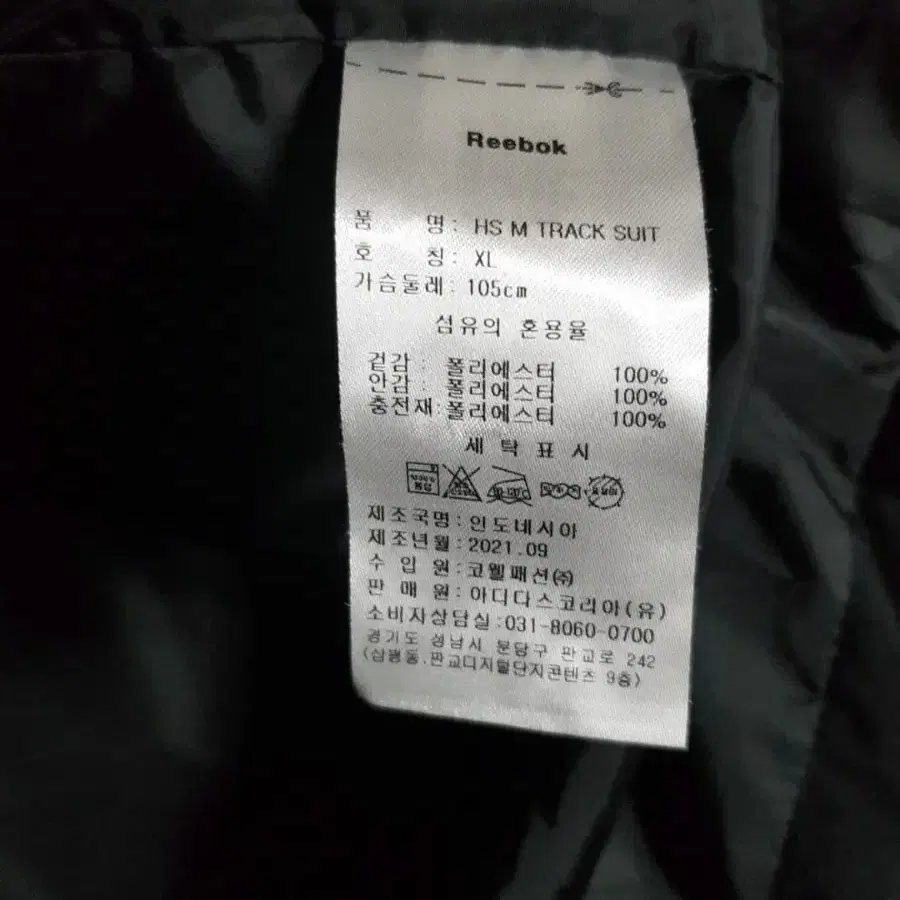 Reebok
품 명 : HS M TRACK SUIT
호 칭 : XL
가슴둘레 : 105cm
섬유의 혼용율
겉감 : 폴리에스터 100%
안감 : 폴리에스터 100%
충전재:폴리에스터 100%
세 탁 표 시
제조국명 : 인도네시아
제조년월 : 2021.09
수 입 원 : 코웰패션㈜
판 매 원 : 아디다스코리아(유)
소비자상담실 :031-8060-0700
경기도 성남시 분당구 판교로 242
(삼평동.판교디지털단지콘텐츠 9층)